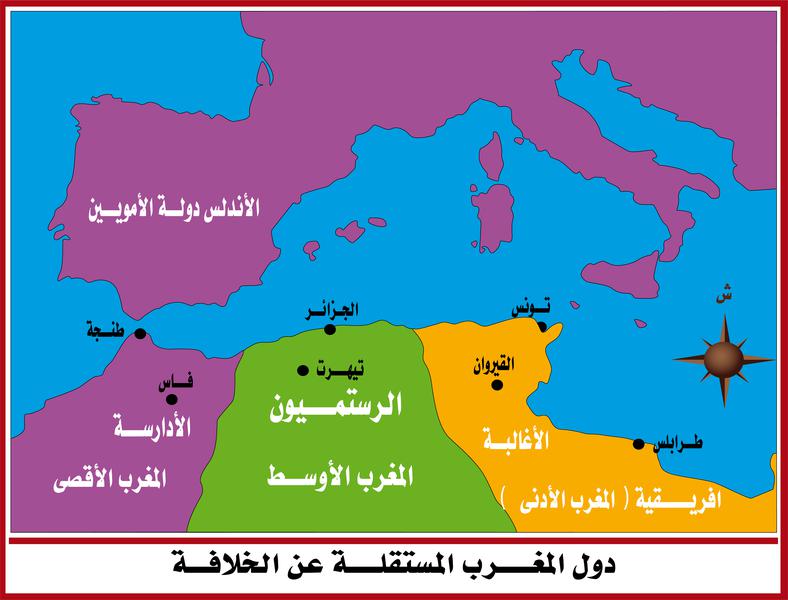 الأندلس دولة الأمويين
ش
تونس
الجزائر
طنجة
القيروان
تيهرت
فاس
الرستميون
الأدارسة
الأغالبة
طرابلس
المغرب الأوسط
المغرب الأقصى
افريقية ( المغرب الأدنى )
دول المغرب المستقلة عن الخلافة